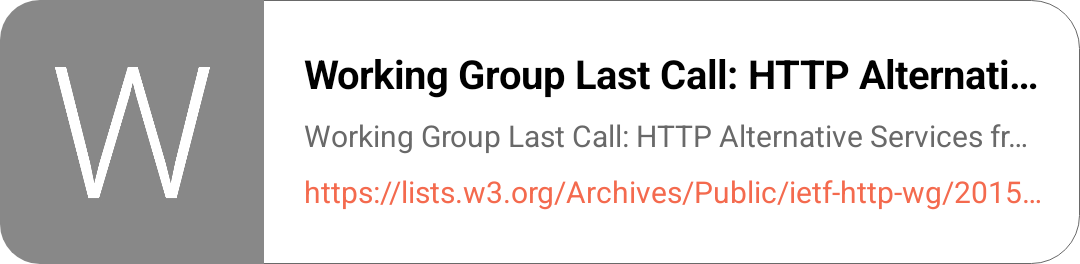 W
Working Group Last Call: HTTP Alternati...
Working Group Last Call: HTTP Alternative Services fr...
https://lists.w3.org/Archives/Public/ietf-http-wg/2015...